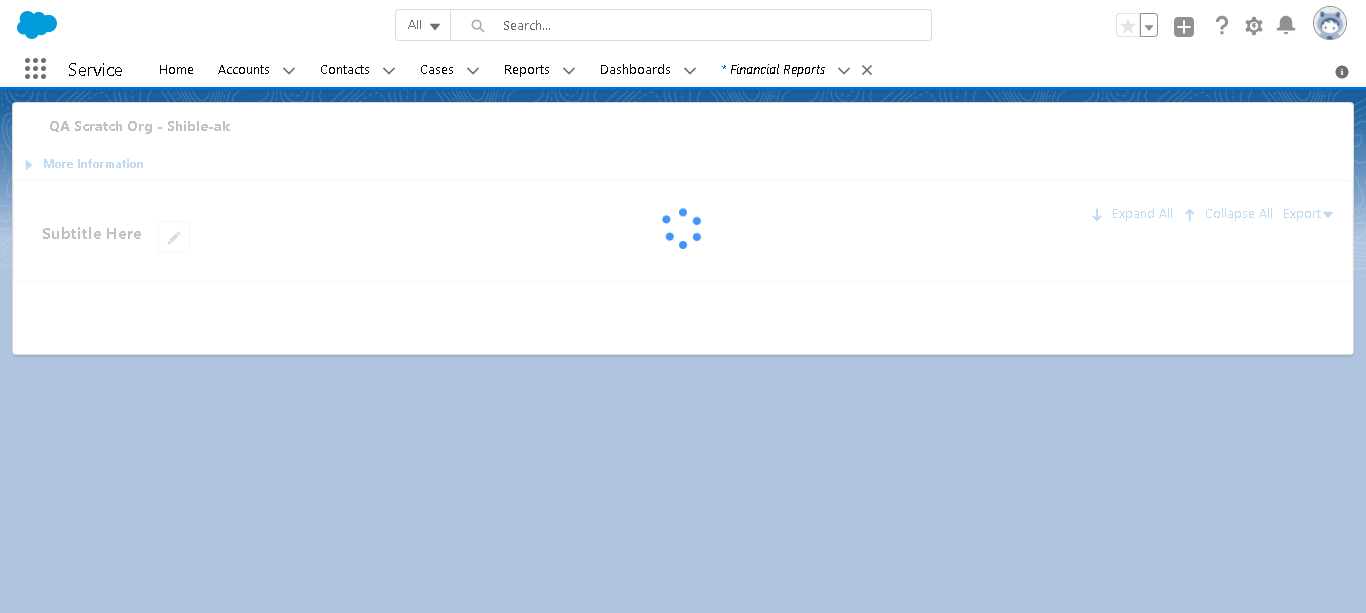 All Search...
Service Home Accounts Contacts Cases Reports Dashboards * Financial Reports
QA Scratch Org - Shible-ak
More Information
Expand All Collapse All Export
Subtitle Here